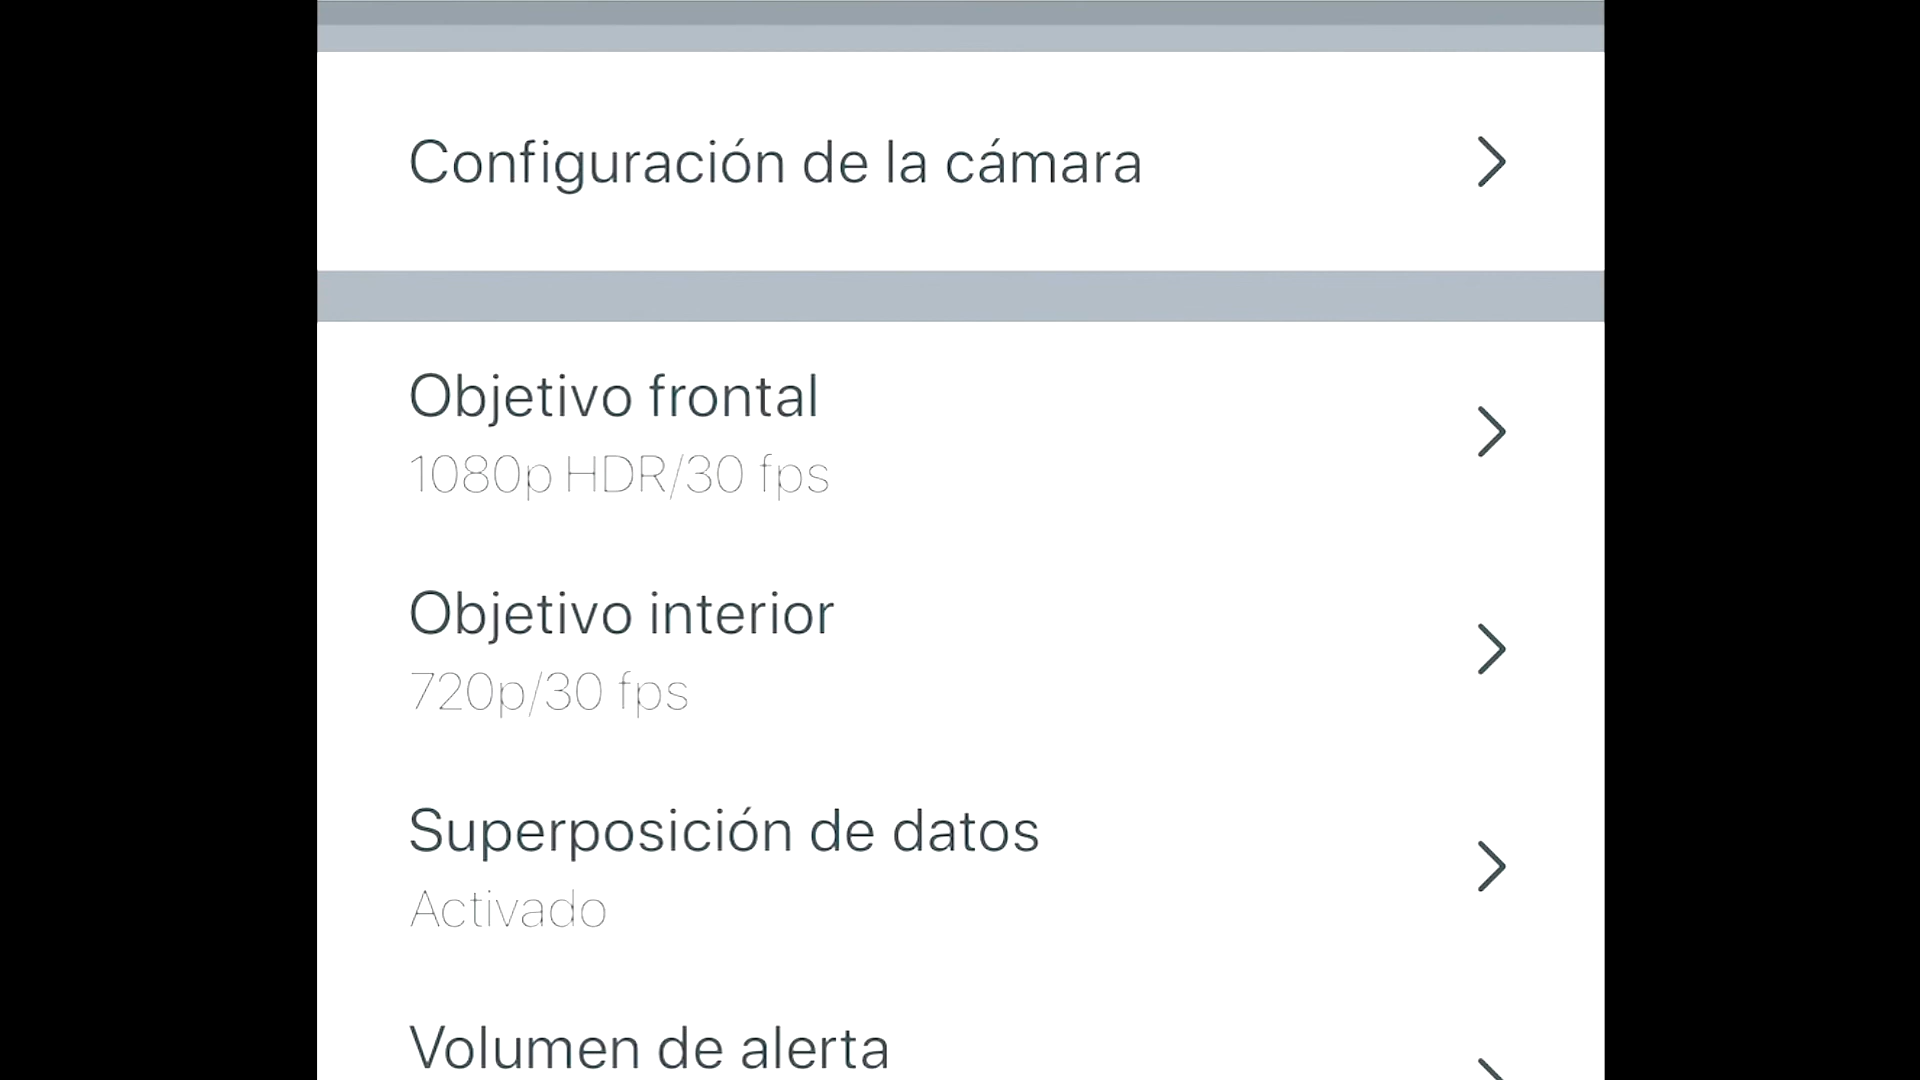 Configuración de la cámara
Objetivo frontal
1080p HDR/30 fps
Objetivo interior
720p/30 fps
Superposición de datos
Activado
Volumen de alerta